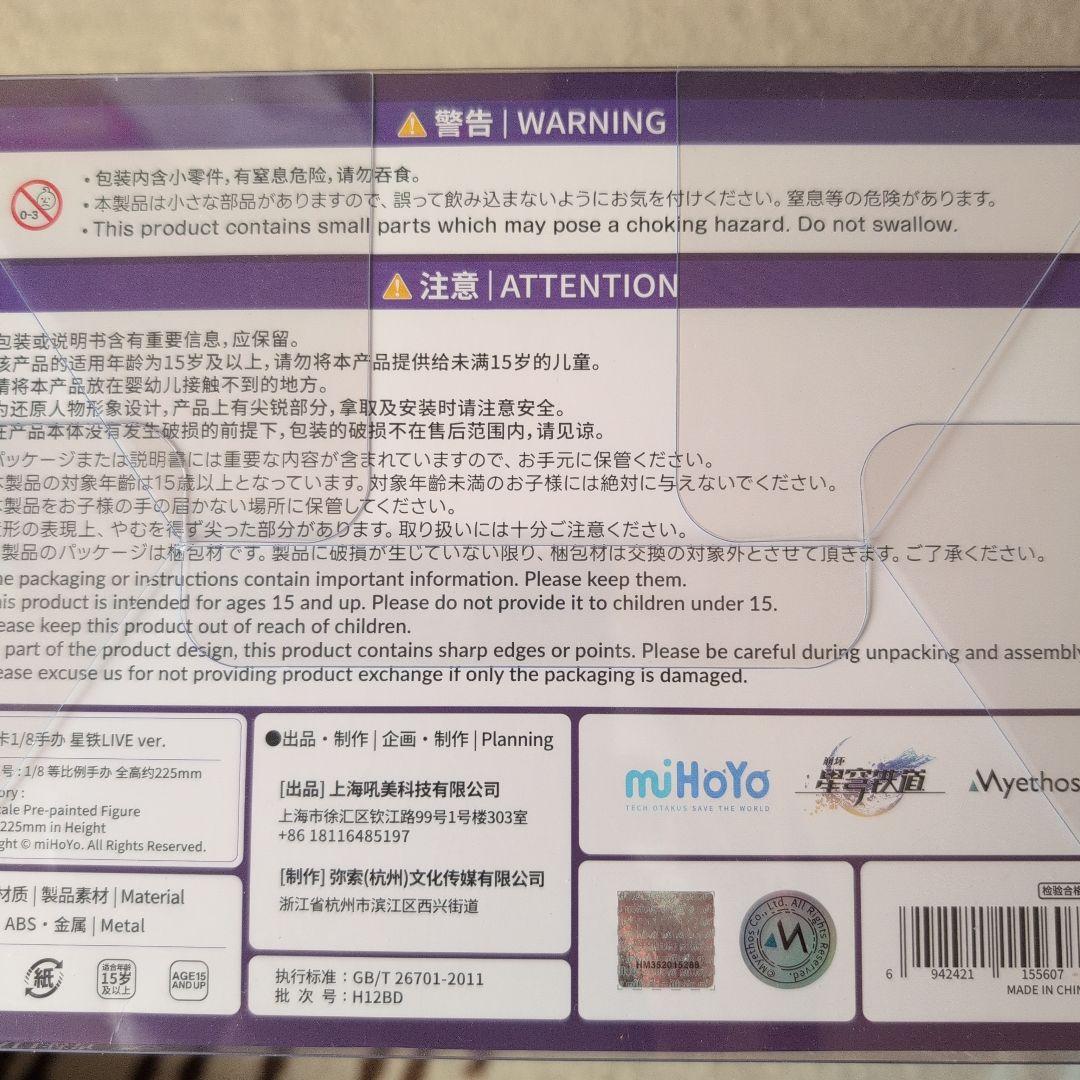 警告 | WARNING
0-3
•包装内含小零件,有窒息危险,请勿吞食。
•本製品は小さな部品がありますので、誤って飲み込まないようにお気を付けください。窒息等の危険があります。
•This product contains small parts which may pose a choking hazard. Do not swallow.
注意 | ATTENTION
包装或说明书含有重要信息,应保留。
该产品的适用年龄为15岁及以上,请勿将本产品提供给未满15岁的儿童。
请将本产品放在婴幼儿接触不到的地方。
为还原人物形象设计,产品上有尖锐部分,拿取及安装时请注意安全。
在产品本体没有发生破损的前提下,包装的破损不在售后范围内,请见谅。
パッケージまたは説明書には重要な内容が含まれていますので、お手元に保管ください。
本製品の対象年齢は15歳以上となっています。対象年齢未満のお子様には絶対に与えないでください。
本製品をお子様の手の届かない場所に保管してください。
造形の表現上、やむを得ず尖った部分があります。取り扱いには十分ご注意ください。
製品のパッケージは梱包材です。製品に破損が生じていない限り、梱包材は交換の対象外とさせて頂きます。ご了承ください。
he packaging or instructions contain important information. Please keep them.
his product is intended for ages 15 and up. Please do not provide it to children under 15.
ease keep this product out of reach of children.
part of the product design, this product contains sharp edges or points. Please be careful during unpacking and assembly
ease excuse us for not providing product exchange if only the packaging is damaged.
卡1/8手办 星铁LIVE ver.
号 : 1/8 等比例手办 全高约225mm
ory :
cale Pre-painted Figure
225mm in Height
ght © miHoYo. All Rights Reserved.
材质 | 製品素材 | Material
ABS・金属 | Metal
紙
适合年龄
15岁
及以上
AGE15
AND UP
●出品・制作 | 企画・制作 | Planning
[出品] 上海吼美科技有限公司
上海市徐汇区钦江路99号1号楼303室
+86 18116485197
[制作] 弥索(杭州)文化传媒有限公司
浙江省杭州市滨江区西兴街道
执行标准 : GB/T 26701-2011
批 次 号 : H12BD
miHoYo
TECH OTAKUS SAVE THE WORLD
崩坏
星穹铁道
Myethos
HM352015288
©Myethos Co., Ltd. All Rights Reserved.
检验合格
6 942421 155607
MADE IN CHIN